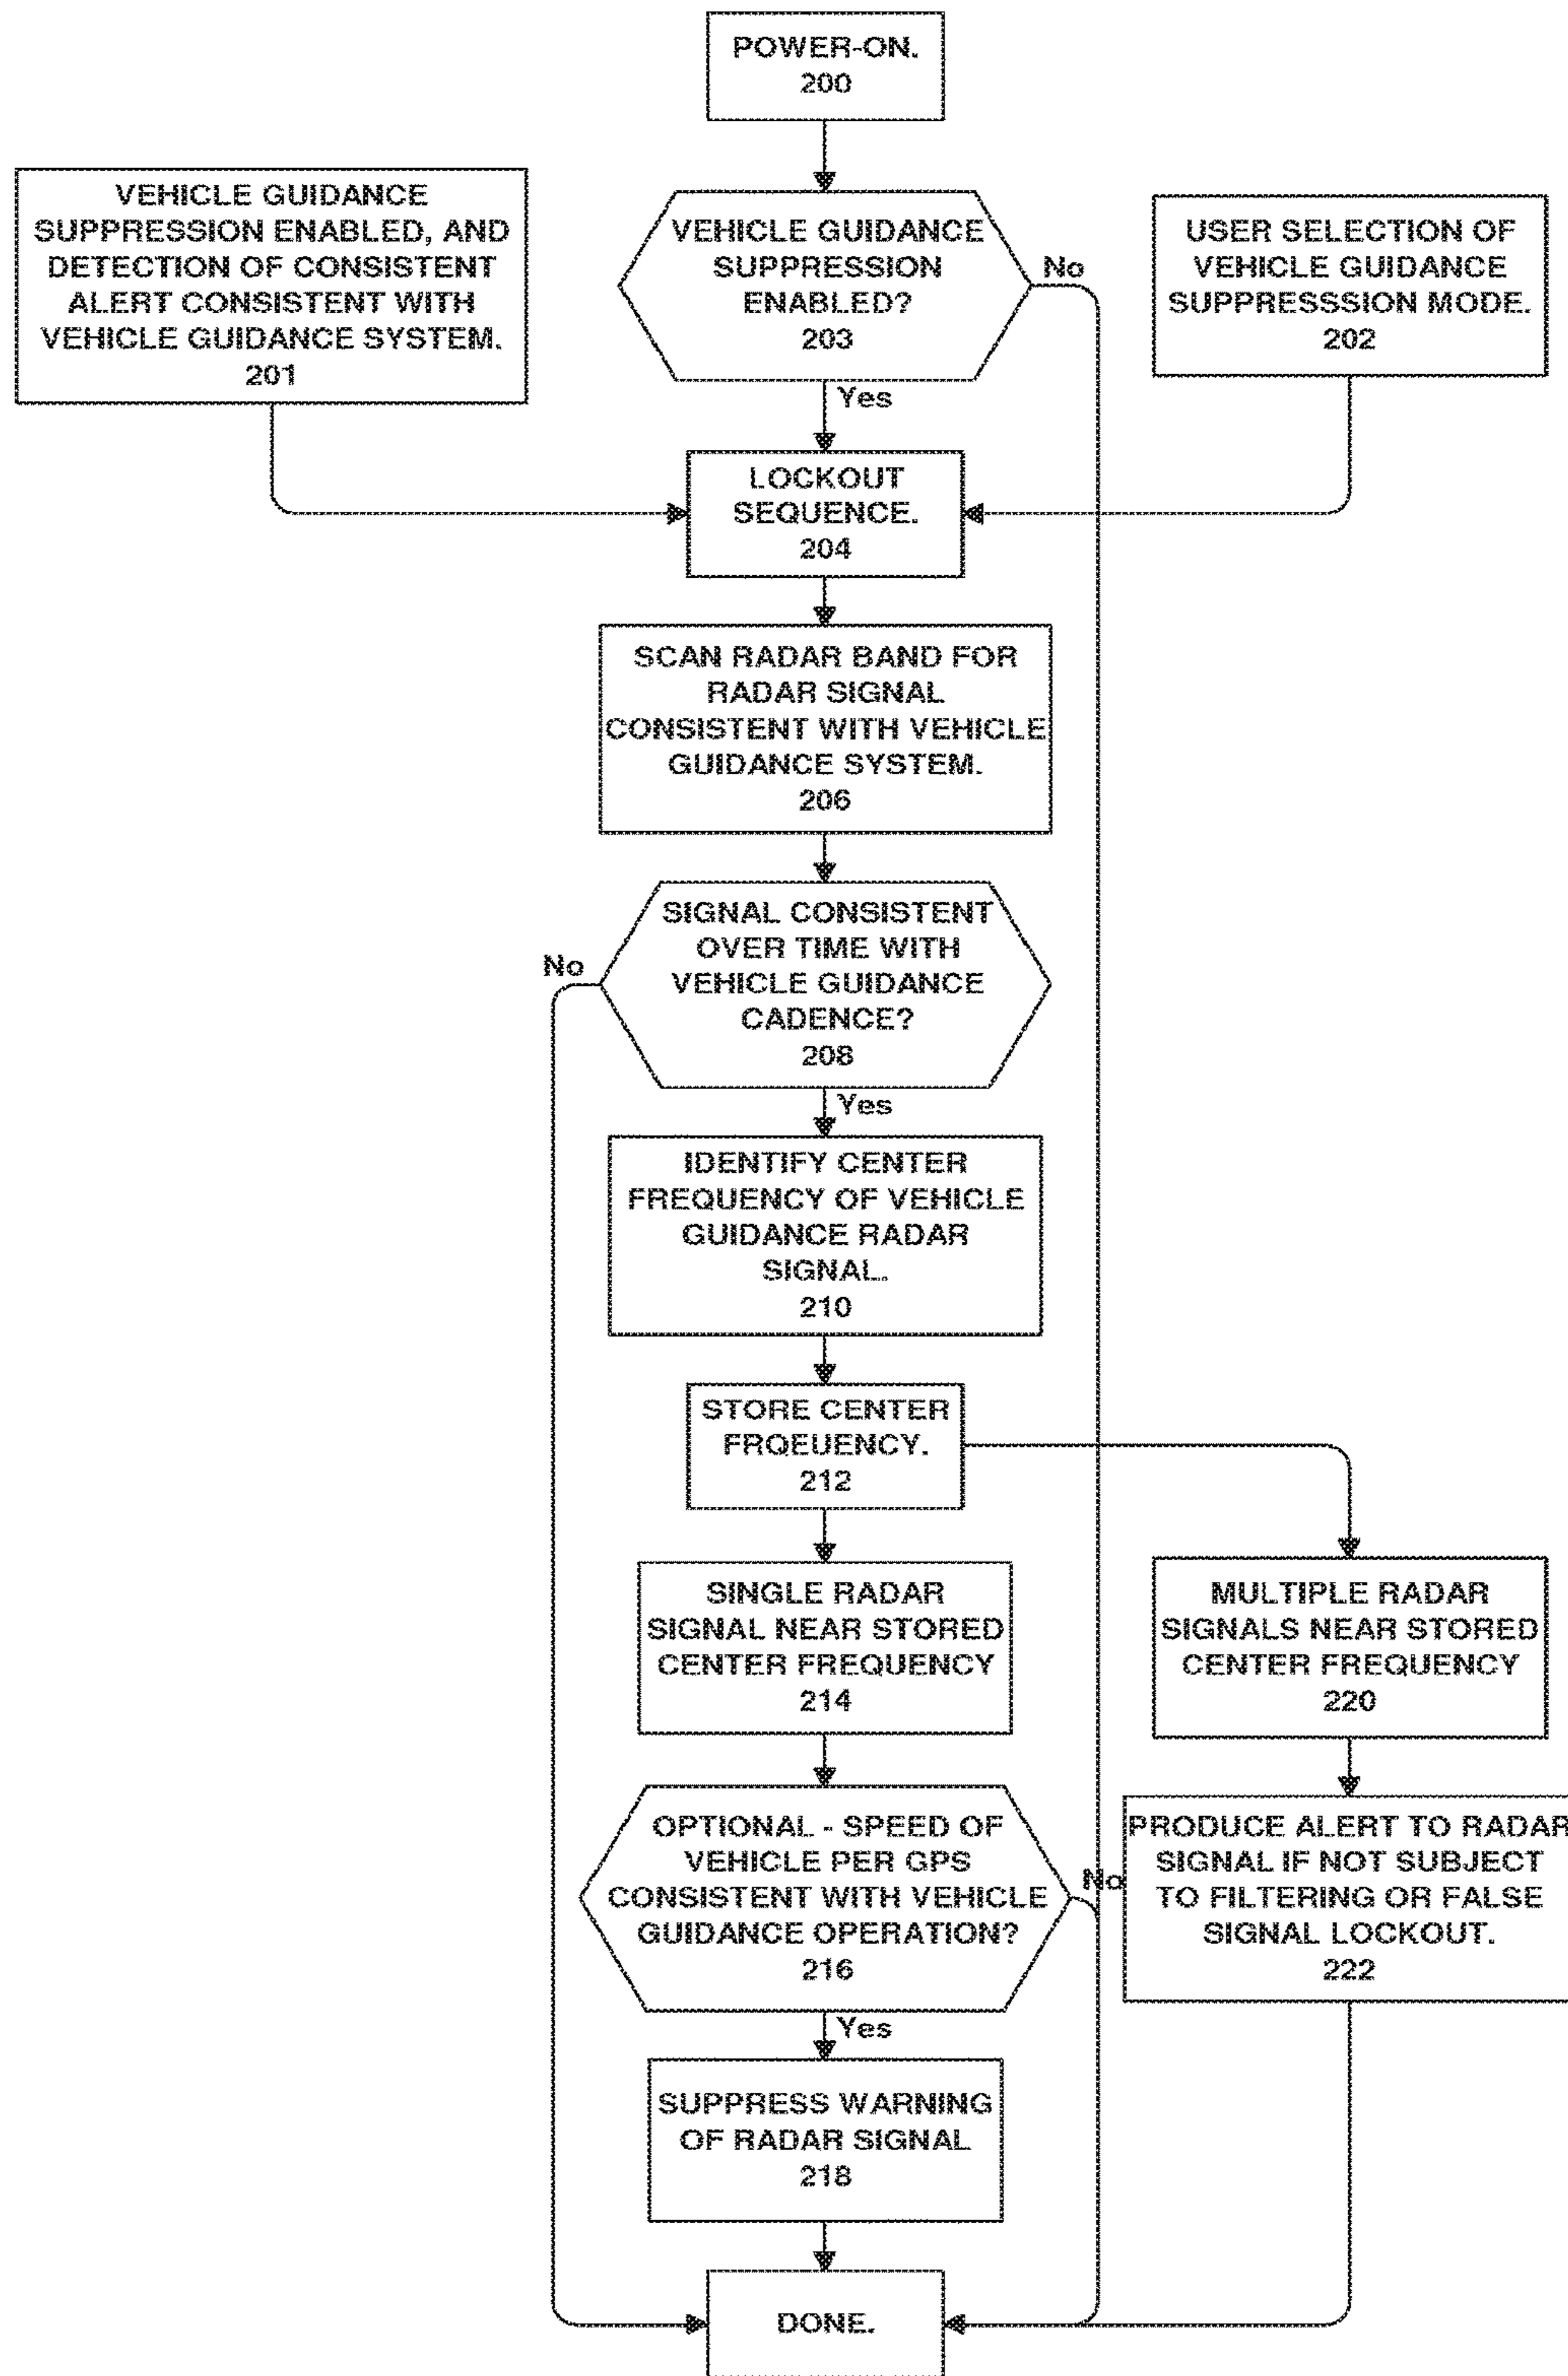 POWER-ON.
200
VEHICLE GUIDANCE
SUPPRESSION ENABLED, AND
DETECTION OF CONSISTENT
ALERT CONSISTENT WITH
VEHICLE GUIDANCE SYSTEM.
201
VEHICLE GUIDANCE
SUPPRESSION
ENABLED?
203
No
Yes
USER SELECTION OF
VEHICLE GUIDANCE
SUPPRESSSION MODE.
202
LOCKOUT
SEQUENCE.
204
SCAN RADAR BAND FOR
RADAR SIGNAL
CONSISTENT WITH VEHICLE
GUIDANCE SYSTEM.
206
SIGNAL CONSISTENT
OVER TIME WITH
VEHICLE GUIDANCE
CADENCE?
208
No
Yes
IDENTIFY CENTER
FREQUENCY OF VEHICLE
GUIDANCE RADAR
SIGNAL.
210
STORE CENTER
FRQEUENCY.
212
SINGLE RADAR
SIGNAL NEAR STORED
CENTER FREQUENCY
214
MULTIPLE RADAR
SIGNALS NEAR STORED
CENTER FREQUENCY
220
OPTIONAL - SPEED OF
VEHICLE PER GPS
CONSISTENT WITH VEHICLE
GUIDANCE OPERATION?
216
No
Yes
PRODUCE ALERT TO RADAR
SIGNAL IF NOT SUBJECT
TO FILTERING OR FALSE
SIGNAL LOCKOUT.
222
SUPPRESS WARNING
OF RADAR SIGNAL
218
DONE.